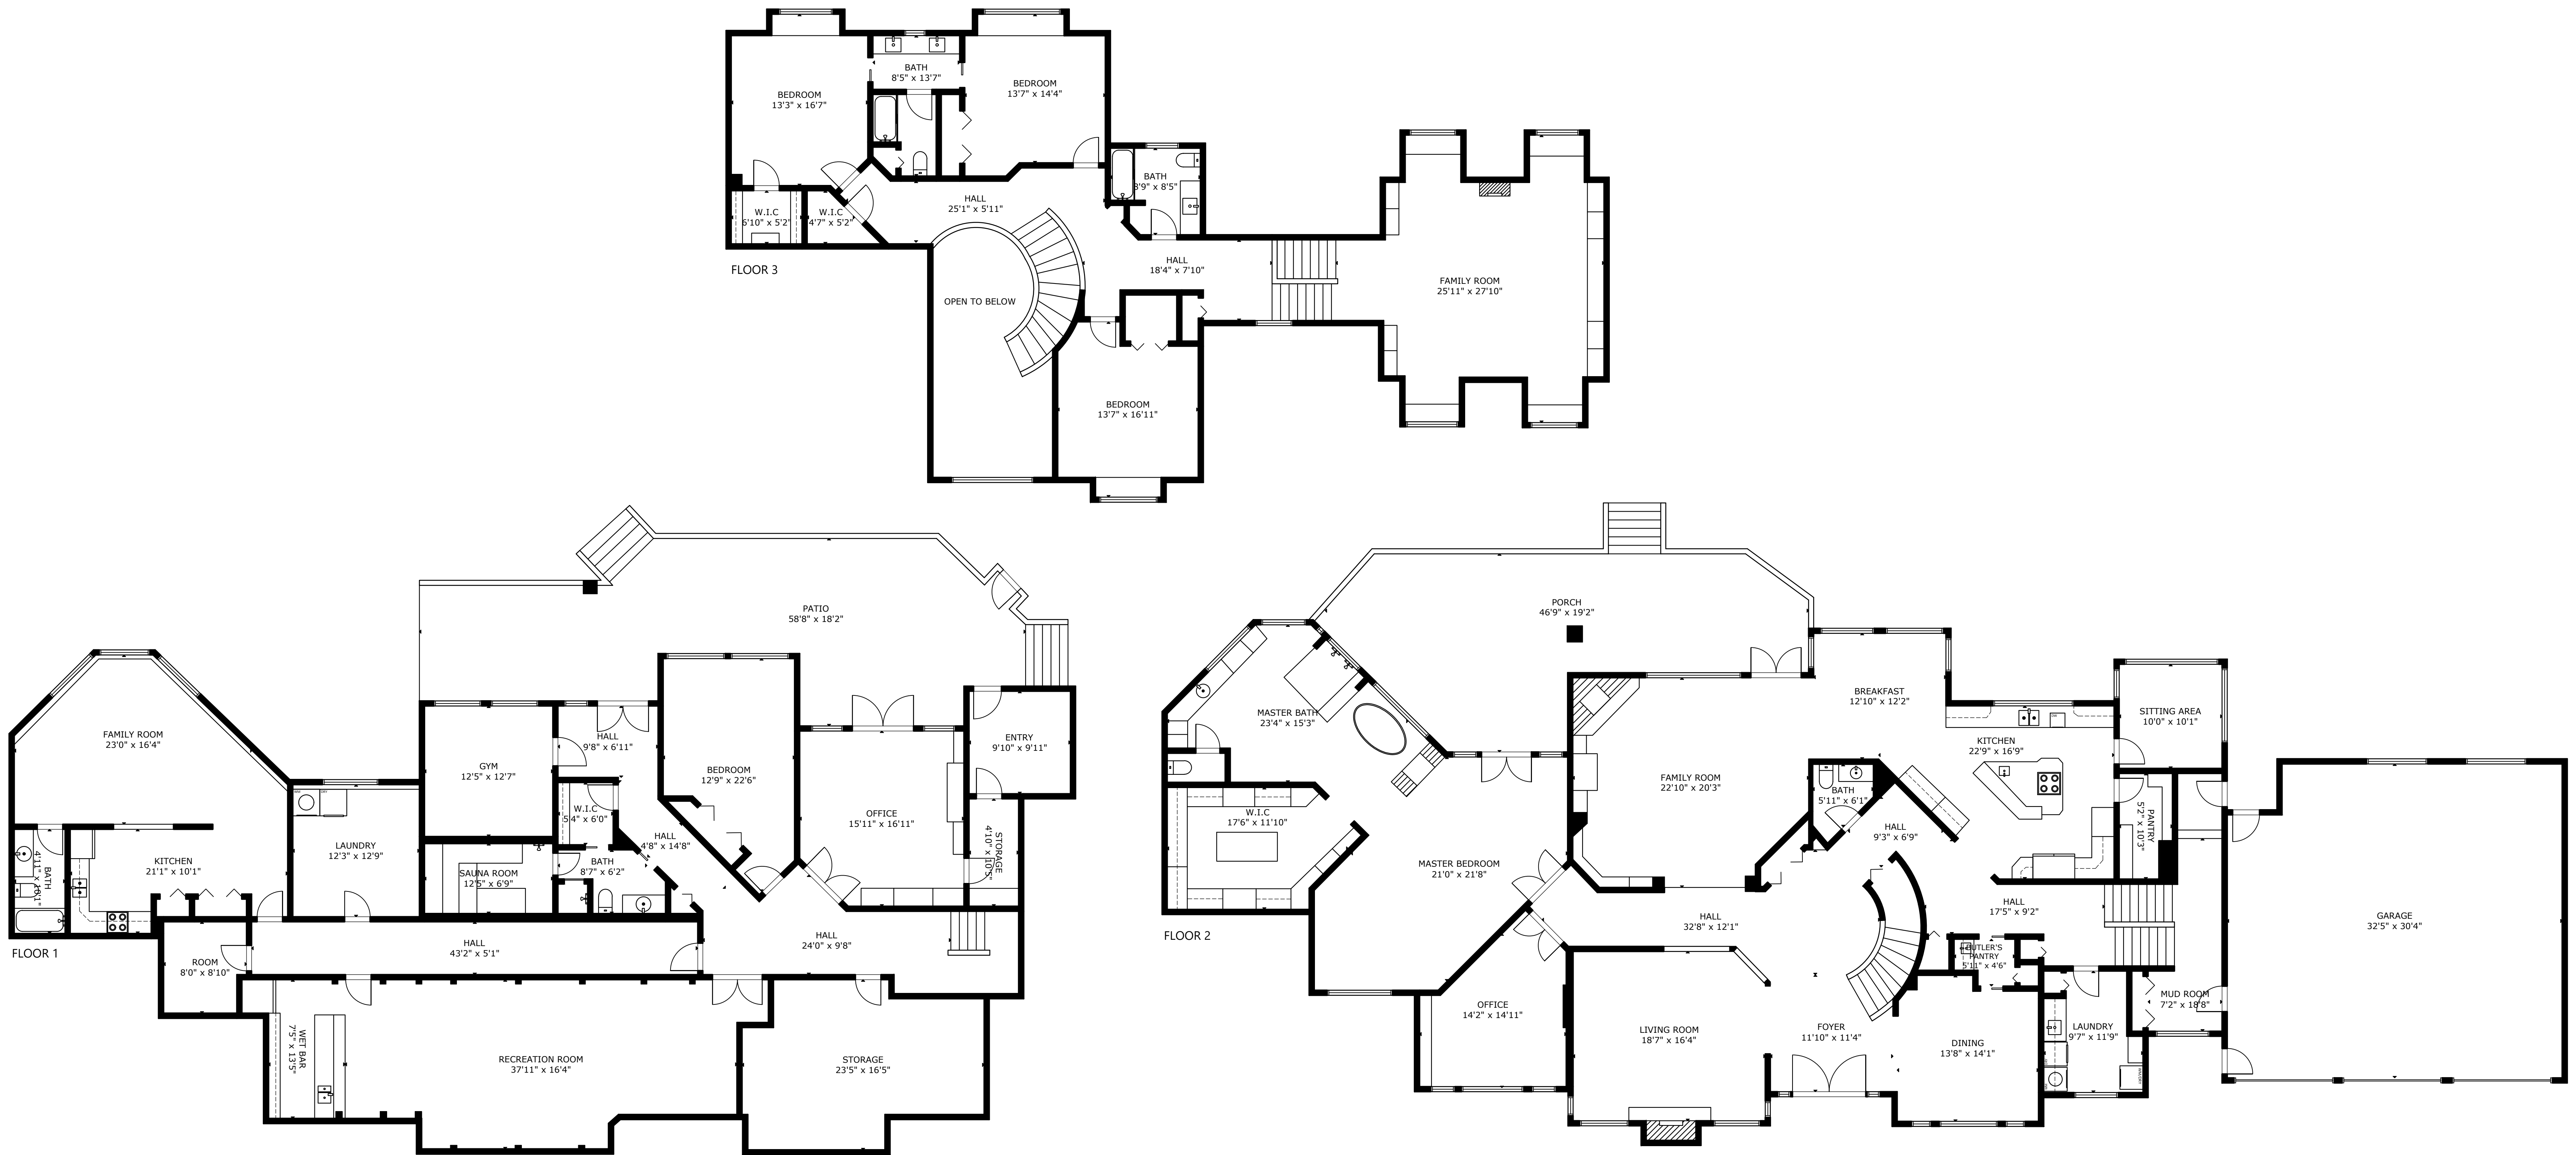 BATH
8'5" x 13'7"
BEDROOM
13'3" x 16'7"
BEDROOM
13'7" x 14'4"
BATH
8'9" x 8'5"
HALL
25'1" x 5'11"
W.I.C
6'10" x 5'2"
W.I.C
4'7" x 5'2"
FLOOR 3
HALL
18'4" x 7'10"
FAMILY ROOM
25'11" x 27'10"
OPEN TO BELOW
BEDROOM
13'7" x 16'11"
PATIO
58'8" x 18'2"
FAMILY ROOM
23'0" x 16'4"
HALL
9'8" x 6'11"
ENTRY
9'10" x 9'11"
GYM
12'5" x 12'7"
BEDROOM
12'9" x 22'6"
W.I.C
5'4" x 6'0"
OFFICE
15'11" x 16'11"
HALL
4'8" x 14'8"
STORAGE
4'10" x 10'5"
LAUNDRY
12'3" x 12'9"
KITCHEN
21'1" x 10'1"
BATH
4'11" x 10'1"
BATH
8'7" x 6'2"
SAUNA ROOM
12'5" x 6'9"
FLOOR 1
HALL
43'2" x 5'1"
HALL
24'0" x 9'8"
ROOM
8'0" x 8'10"
WET BAR
7'5" x 13'5"
RECREATION ROOM
37'11" x 16'4"
STORAGE
23'5" x 16'5"
PORCH
46'9" x 19'2"
BREAKFAST
12'10" x 12'2"
MASTER BATH
23'4" x 15'3"
SITTING AREA
10'0" x 10'1"
KITCHEN
22'9" x 16'9"
FAMILY ROOM
22'10" x 20'3"
BATH
5'11" x 6'1"
W.I.C
17'6" x 11'10"
PANTRY
5'2" x 10'3"
HALL
9'3" x 6'9"
MASTER BEDROOM
21'0" x 21'8"
HALL
17'5" x 9'2"
HALL
32'8" x 12'1"
GARAGE
32'5" x 30'4"
FLOOR 2
BUTLER'S
PANTRY
5'11" x 4'6"
OFFICE
14'2" x 14'11"
MUD ROOM
7'2" x 18'8"
LIVING ROOM
18'7" x 16'4"
FOYER
11'10" x 11'4"
LAUNDRY
9'7" x 11'9"
DINING
13'8" x 14'1"